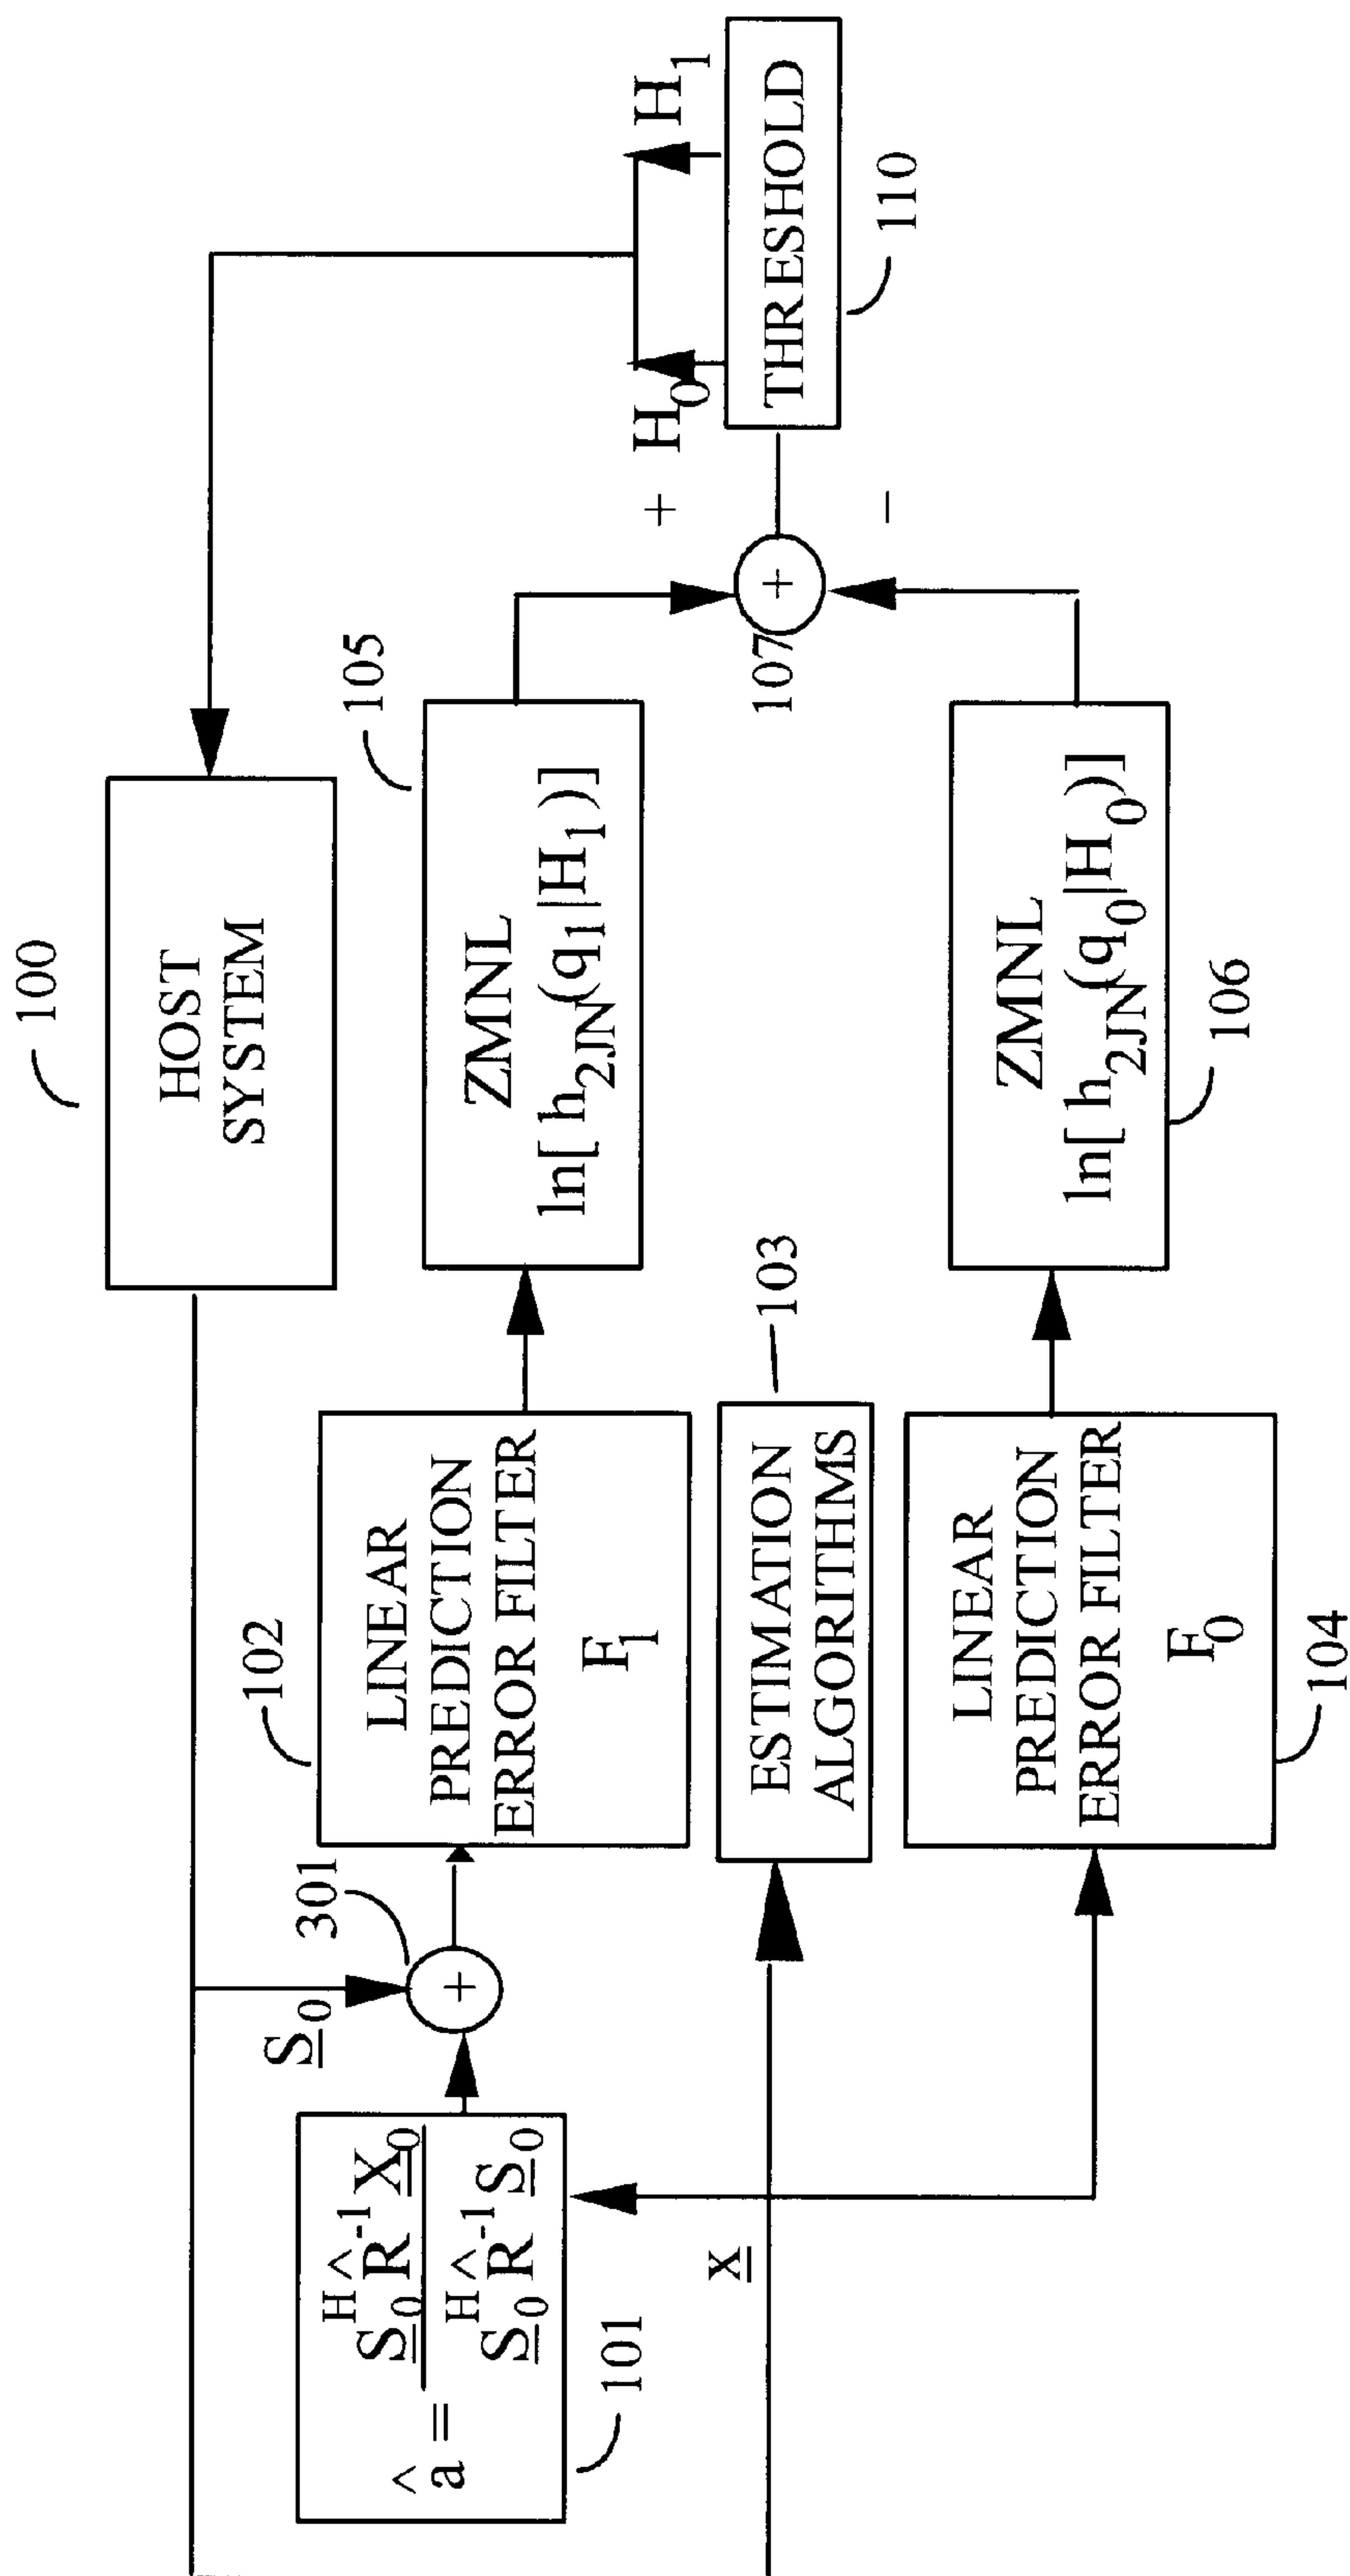 100
HOST
SYSTEM
H₀
H₁
THRESHOLD
110
+
−
+
107
105
ZMNL
ln[ h₂JN(q₁|H₁)]
ZMNL
ln[ h₂JN(q₀|H₀)]
106
102
LINEAR
PREDICTION
ERROR FILTER
F₁
103
ESTIMATION
ALGORITHMS
LINEAR
PREDICTION
ERROR FILTER
F₀
104
301
+
S₀
â = S₀ᴴ R̂⁻¹ X₀
S₀ᴴ R̂⁻¹ S₀
101
x